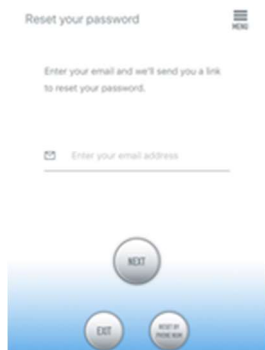 Reset your password
MENU
Enter your email and we'll send you a link
to reset your password.
Enter your email address
NEXT
EXIT
RESET BY
PHONE NUM